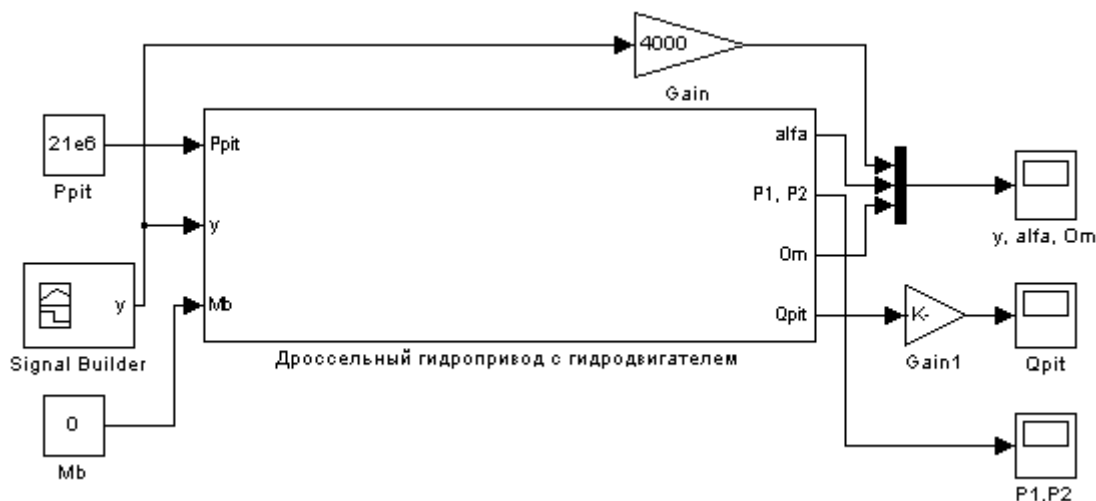 4000
Gain
21e6
Ppit
Ppit
y
Mb
alfa
P1, P2
Om
Qpit
y
Signal Builder
Дроссельный гидропривод с гидродвигателем
0
Mb
y, alfa, Om
K-
Gain1
Qpit
P1,P2